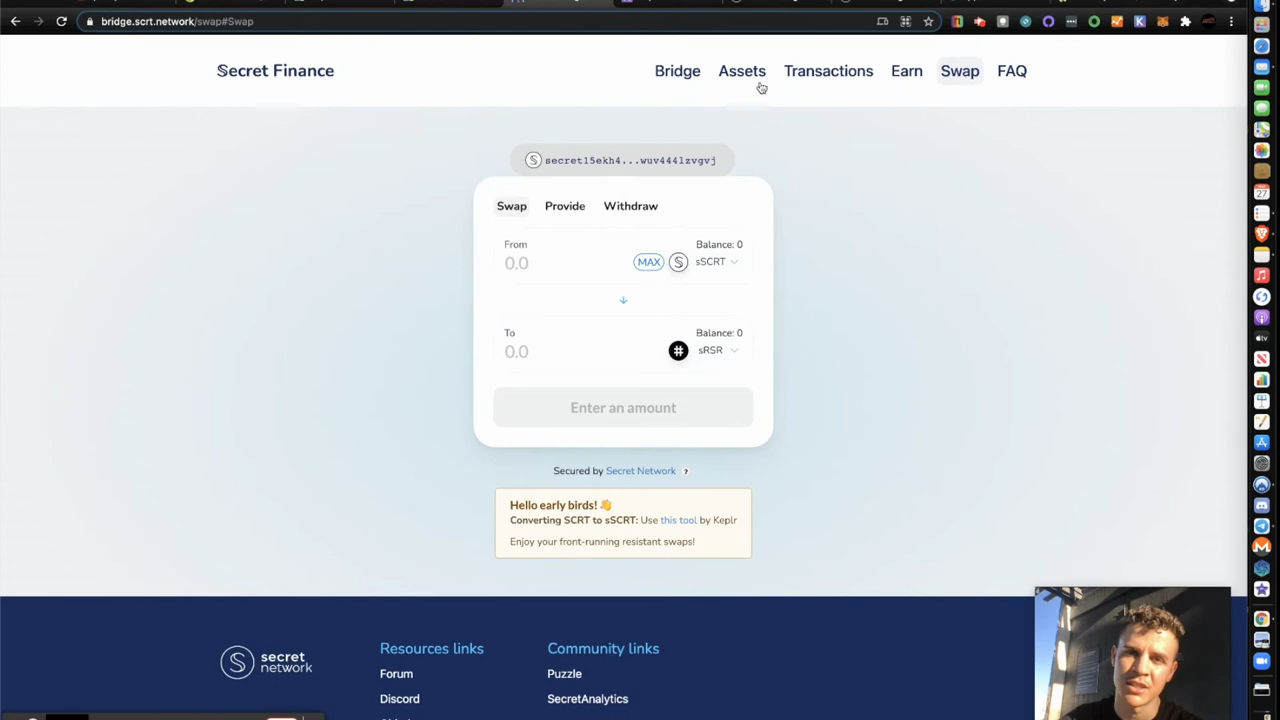 bridge.scrt.network/swap#Swap
Secret Finance
Bridge Assets Transactions Earn Swap FAQ
secret15ekh4...wuv444lzvgvj
Swap Provide Withdraw
From Balance: 0
0.0 MAX sSCRT
To Balance: 0
0.0 sRSR
Enter an amount
Secured by Secret Network ?
Hello early birds! 👋
Converting SCRT to sSCRT: Use this tool by Keplr
Enjoy your front-running resistant swaps!
secret
network
Resources links
Forum
Discord
Community links
Puzzle
SecretAnalytics
27